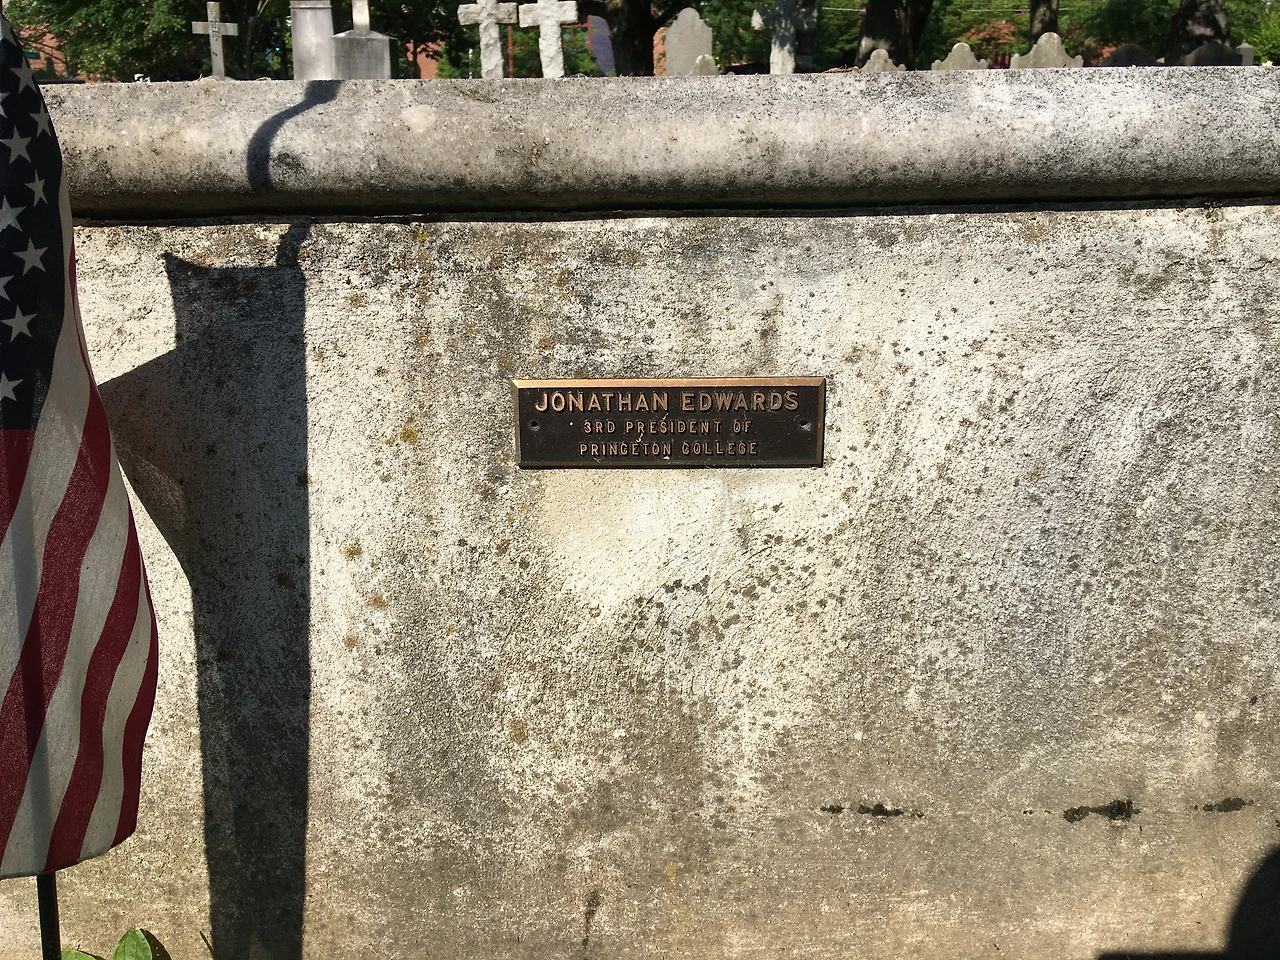 JONATHAN EDWARDS
3RD PRESIDENT OF
PRINCETON COLLEGE